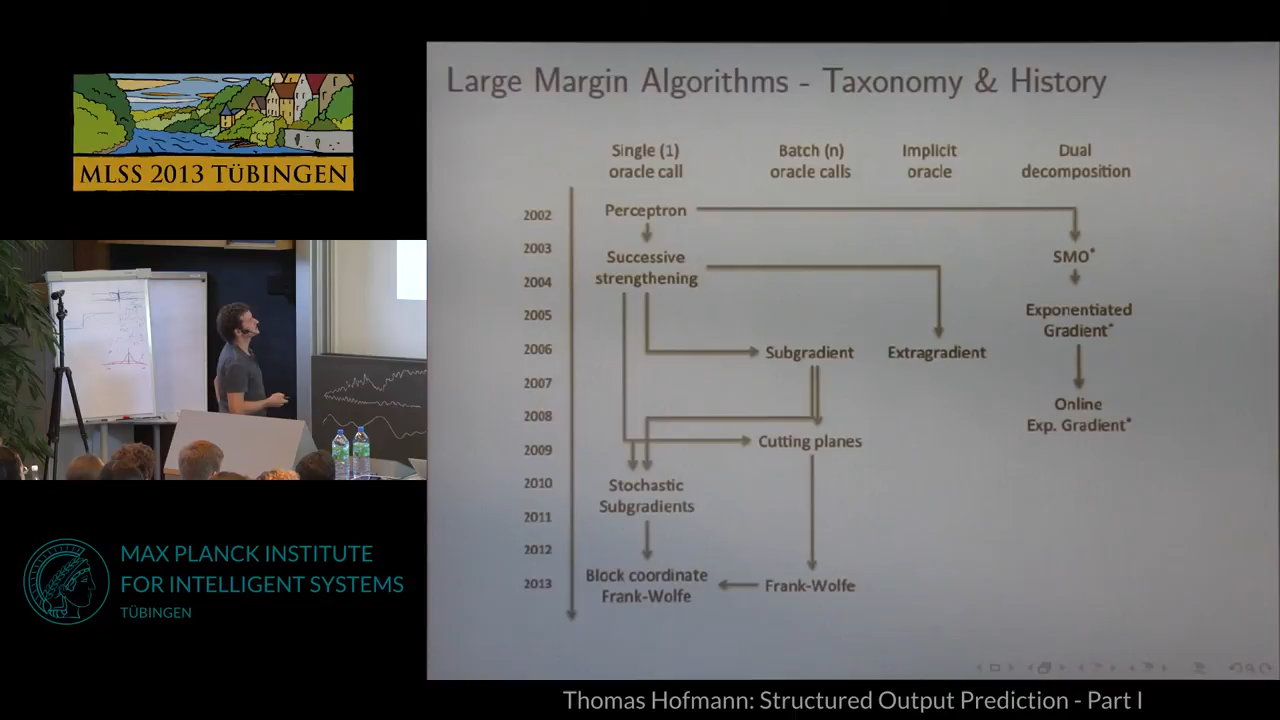 MLSS 2013 TÜBINGEN
MAX PLANCK INSTITUTE
FOR INTELLIGENT SYSTEMS
TÜBINGEN
Large Margin Algorithms - Taxonomy & History
Single (1)
oracle call
Batch (n)
oracle calls
Implicit
oracle
Dual
decomposition
2002
Perceptron
2003
Successive
strengthening
SMO*
2004
2005
Exponentiated
Gradient*
2006
Subgradient
Extragradient
2007
2008
Online
Exp. Gradient*
2009
Cutting planes
2010
Stochastic
Subgradients
2011
2012
2013
Block coordinate
Frank-Wolfe
Frank-Wolfe
Thomas Hofmann: Structured Output Prediction - Part I